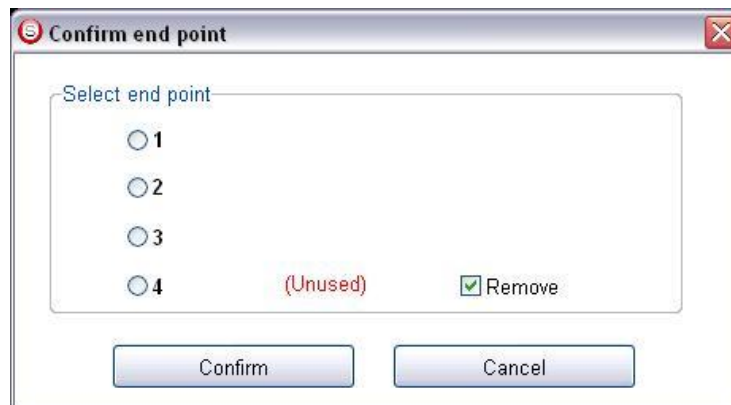 S Confirm end point
Select end point
1
2
3
4 (Unused) Remove
Confirm Cancel